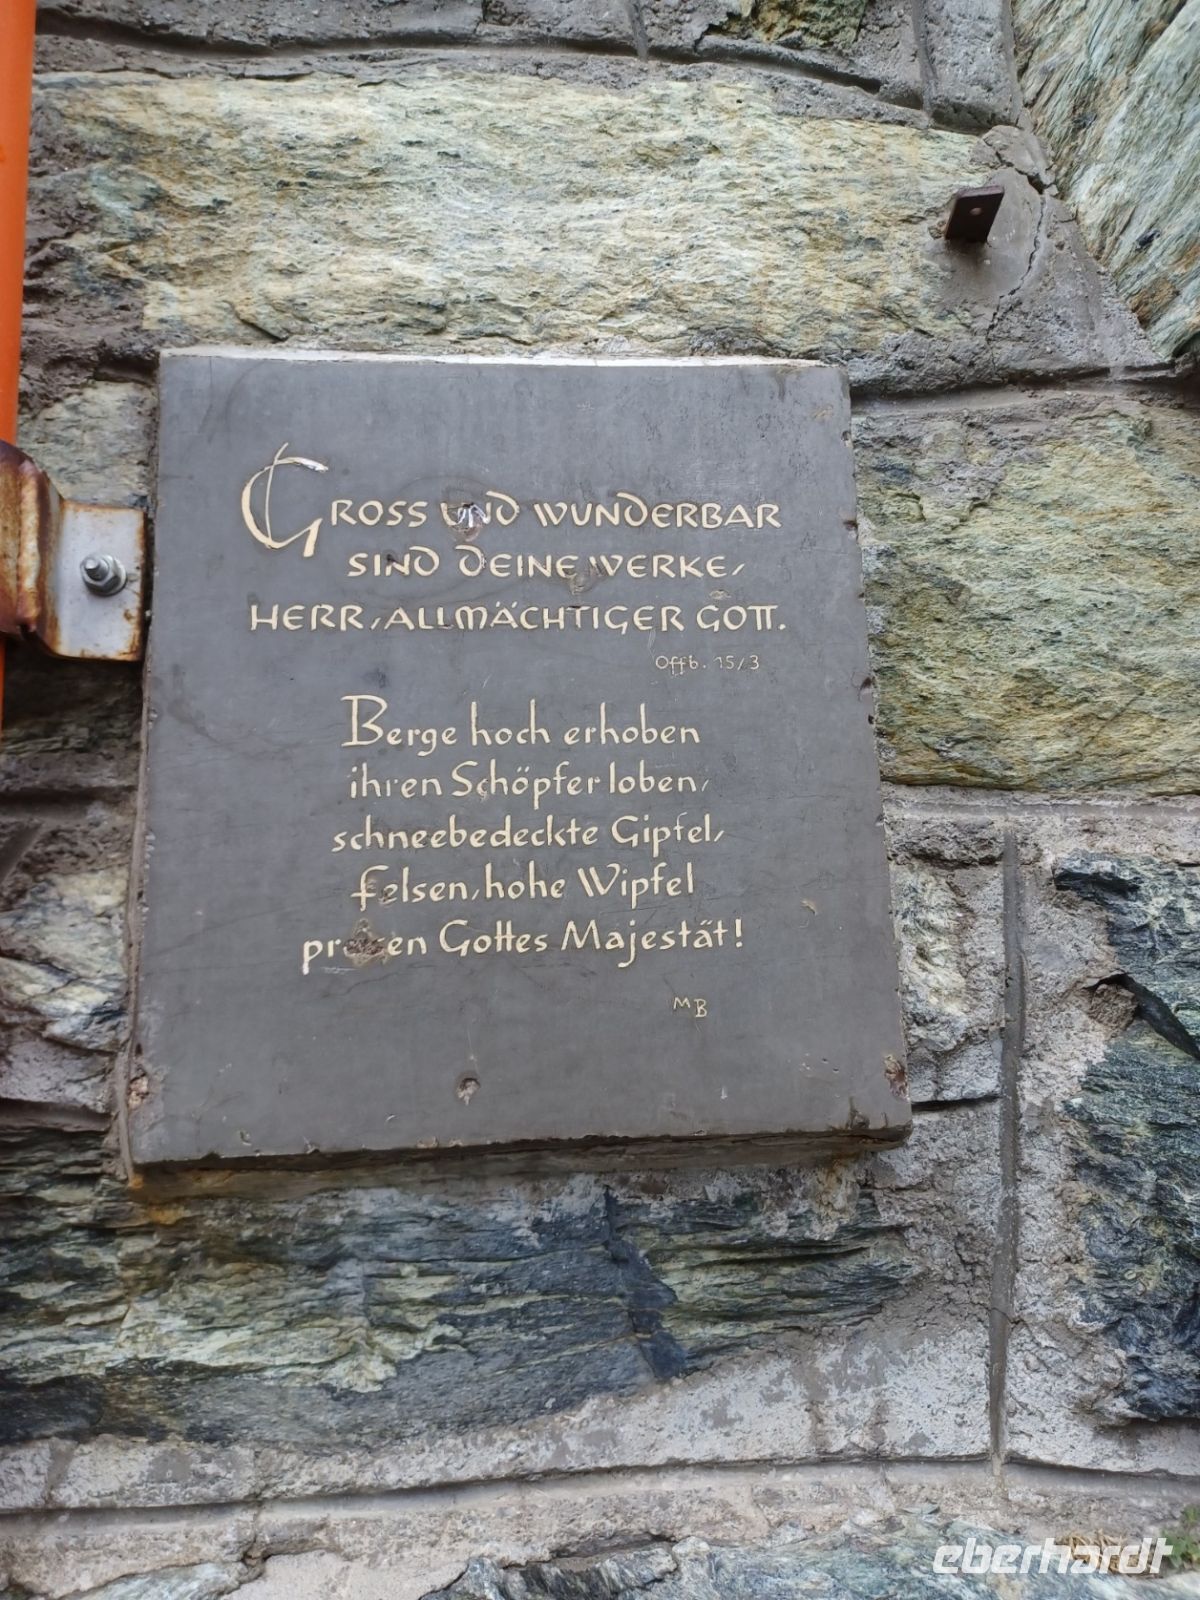 GROSS UND WUNDERBAR
SIND DEINE WERKE,
HERR, ALLMÄCHTIGER GOTT.
Offb. 15/3
Berge hoch erhoben
ihren Schöpfer loben,
schneebedeckte Gipfel,
Felsen, hohe Wipfel
preisen Gottes Majestät!
MB
eberhardt